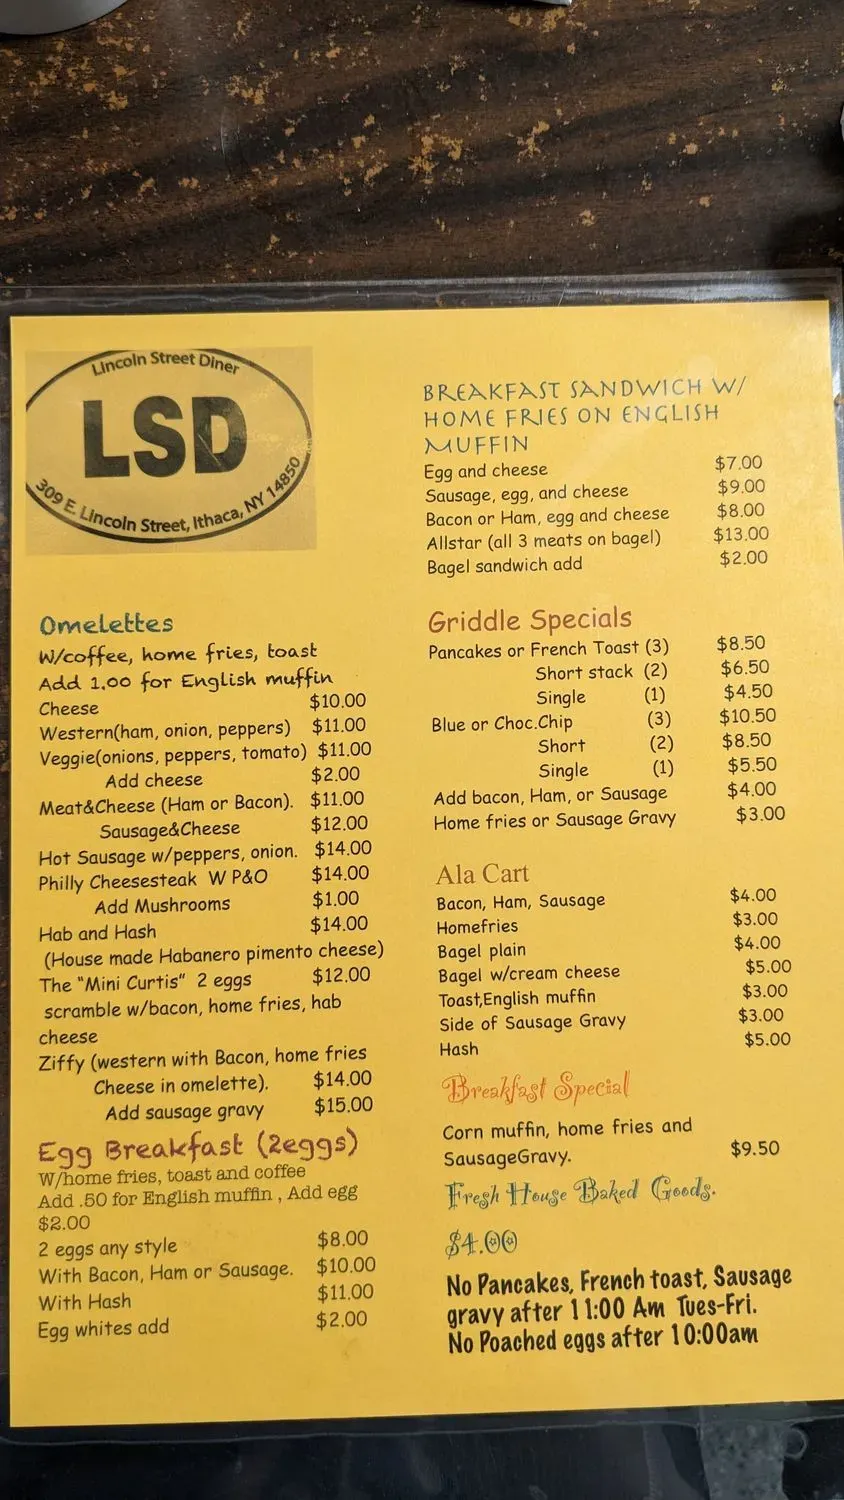 Lincoln Street Diner
LSD
309 E. Lincoln Street, Ithaca, NY 14850
Omelettes
W/coffee, home fries, toast
Add 1.00 for English muffin
Cheese $10.00
Western(ham, onion, peppers) $11.00
Veggie(onions, peppers, tomato) $11.00
Add cheese $2.00
Meat&Cheese (Ham or Bacon). $11.00
Sausage&Cheese $12.00
Hot Sausage w/peppers, onion. $14.00
Philly Cheesesteak W P&O $14.00
Add Mushrooms $1.00
Hab and Hash $14.00
(House made Habanero pimento cheese)
The "Mini Curtis" 2 eggs $12.00
scramble w/bacon, home fries, hab
cheese
Ziffy (western with Bacon, home fries
Cheese in omelette). $14.00
Add sausage gravy $15.00
Egg Breakfast (2eggs)
W/home fries, toast and coffee
Add .50 for English muffin , Add egg
$2.00
2 eggs any style $8.00
With Bacon, Ham or Sausage. $10.00
With Hash $11.00
Egg whites add $2.00
BREAKFAST SANDWICH W/
HOME FRIES ON ENGLISH
MUFFIN
Egg and cheese $7.00
Sausage, egg, and cheese $9.00
Bacon or Ham, egg and cheese $8.00
Allstar (all 3 meats on bagel) $13.00
Bagel sandwich add $2.00
Griddle Specials
Pancakes or French Toast (3) $8.50
Short stack (2) $6.50
Single (1) $4.50
Blue or Choc.Chip (3) $10.50
Short (2) $8.50
Single (1) $5.50
Add bacon, Ham, or Sausage $4.00
Home fries or Sausage Gravy $3.00
Ala Cart
Bacon, Ham, Sausage $4.00
Homefries $3.00
Bagel plain $4.00
Bagel w/cream cheese $5.00
Toast,English muffin $3.00
Side of Sausage Gravy $3.00
Hash $5.00
Breakfast Special
Corn muffin, home fries and
SausageGravy. $9.50
Fresh House Baked Goods.
$4.00
No Pancakes, French toast, Sausage
gravy after 11:00 Am Tues-Fri.
No Poached eggs after 10:00am